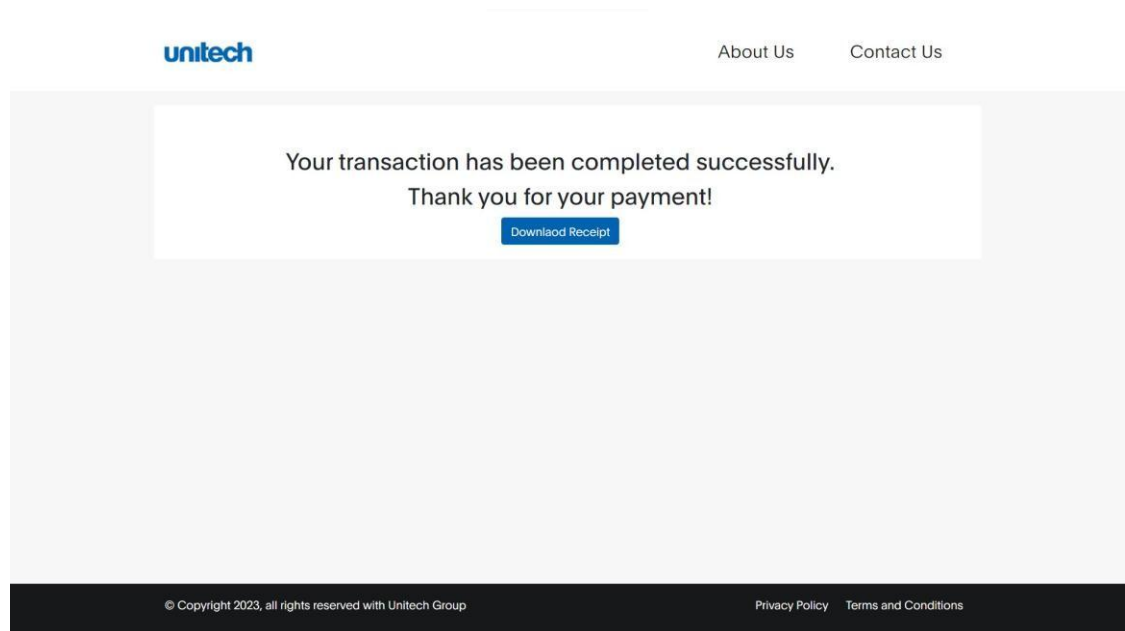 unitech
About Us Contact Us
Your transaction has been completed successfully.
Thank you for your payment!
Downlaod Receipt
© Copyright 2023, all rights reserved with Unitech Group
Privacy Policy Terms and Conditions